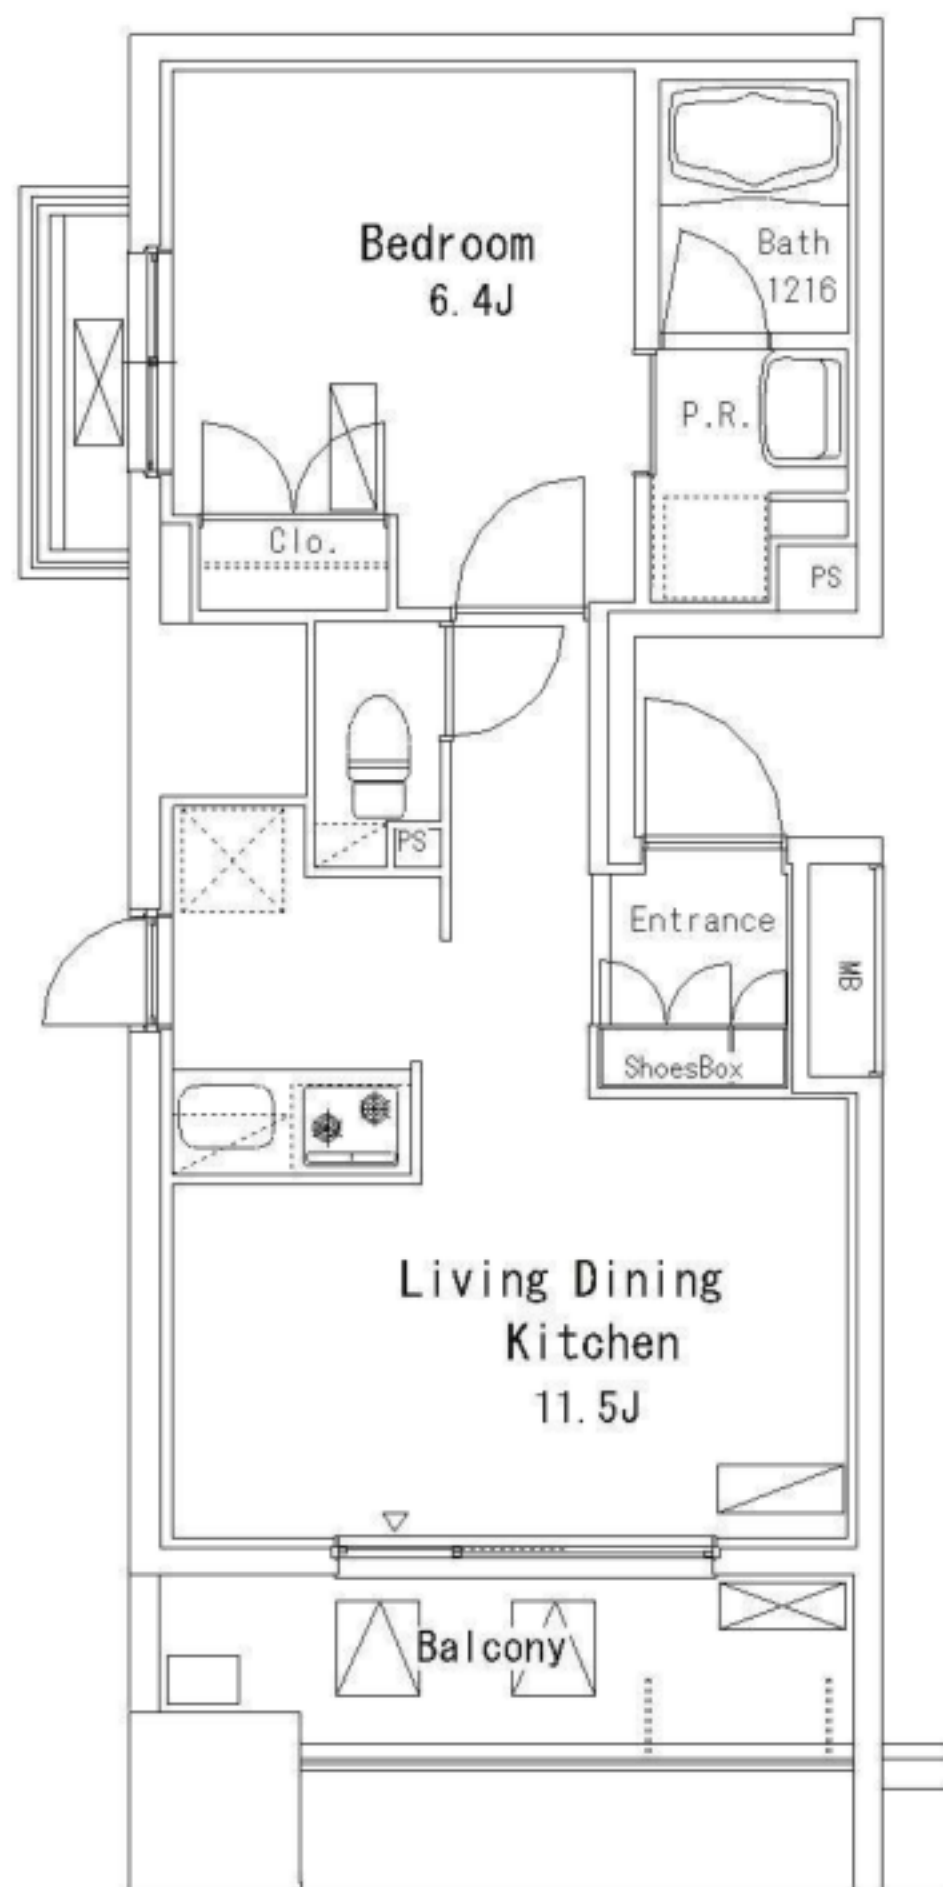 Bedroom
6.4J
Bath
1216
P.R.
Clo.
PS
PS
Entrance
MB
ShoesBox
Living Dining
Kitchen
11.5J
Balcony